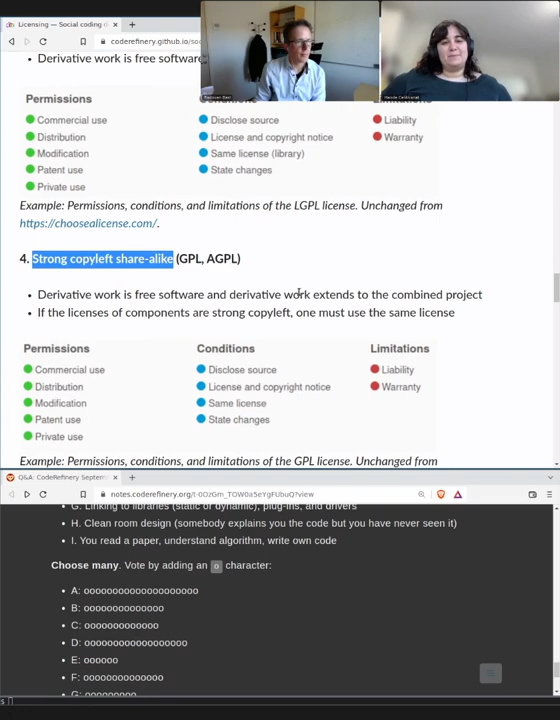 Licensing — Social coding
coderefinery.github.io/so
Derivative work is free software
Permissions
Conditions
Limitations
Commercial use
Disclose source
Liability
Distribution
License and copyright notice
Warranty
Modification
Same license (library)
Patent use
State changes
Private use
Example: Permissions, conditions, and limitations of the LGPL license. Unchanged from
https://choosealicense.com/.
4. Strong copyleft share-alike (GPL, AGPL)
Derivative work is free software and derivative work extends to the combined project
If the licenses of components are strong copyleft, one must use the same license
Permissions
Conditions
Limitations
Commercial use
Disclose source
Liability
Distribution
License and copyright notice
Warranty
Modification
Same license
Patent use
State changes
Private use
Example: Permissions, conditions, and limitations of the GPL license. Unchanged from
Q&A: CodeRefinery Septemb
notes.coderefinery.org/t-0OzGm_TOW0a5eYgFUbuQ?view
G. Linking to libraries (static or dynamic), plug-ins, and drivers
H. Clean room design (somebody explains you the code but you have never seen it)
I. You read a paper, understand algorithm, write own code
Choose many. Vote by adding an o character:
A: oooooooooooooooooooo
B: oooooooooooooo
C: ooooooooooooo
D: oooooooooooooooooo
E: oooooo
F: oooooooooooooo
G: ooooooooo